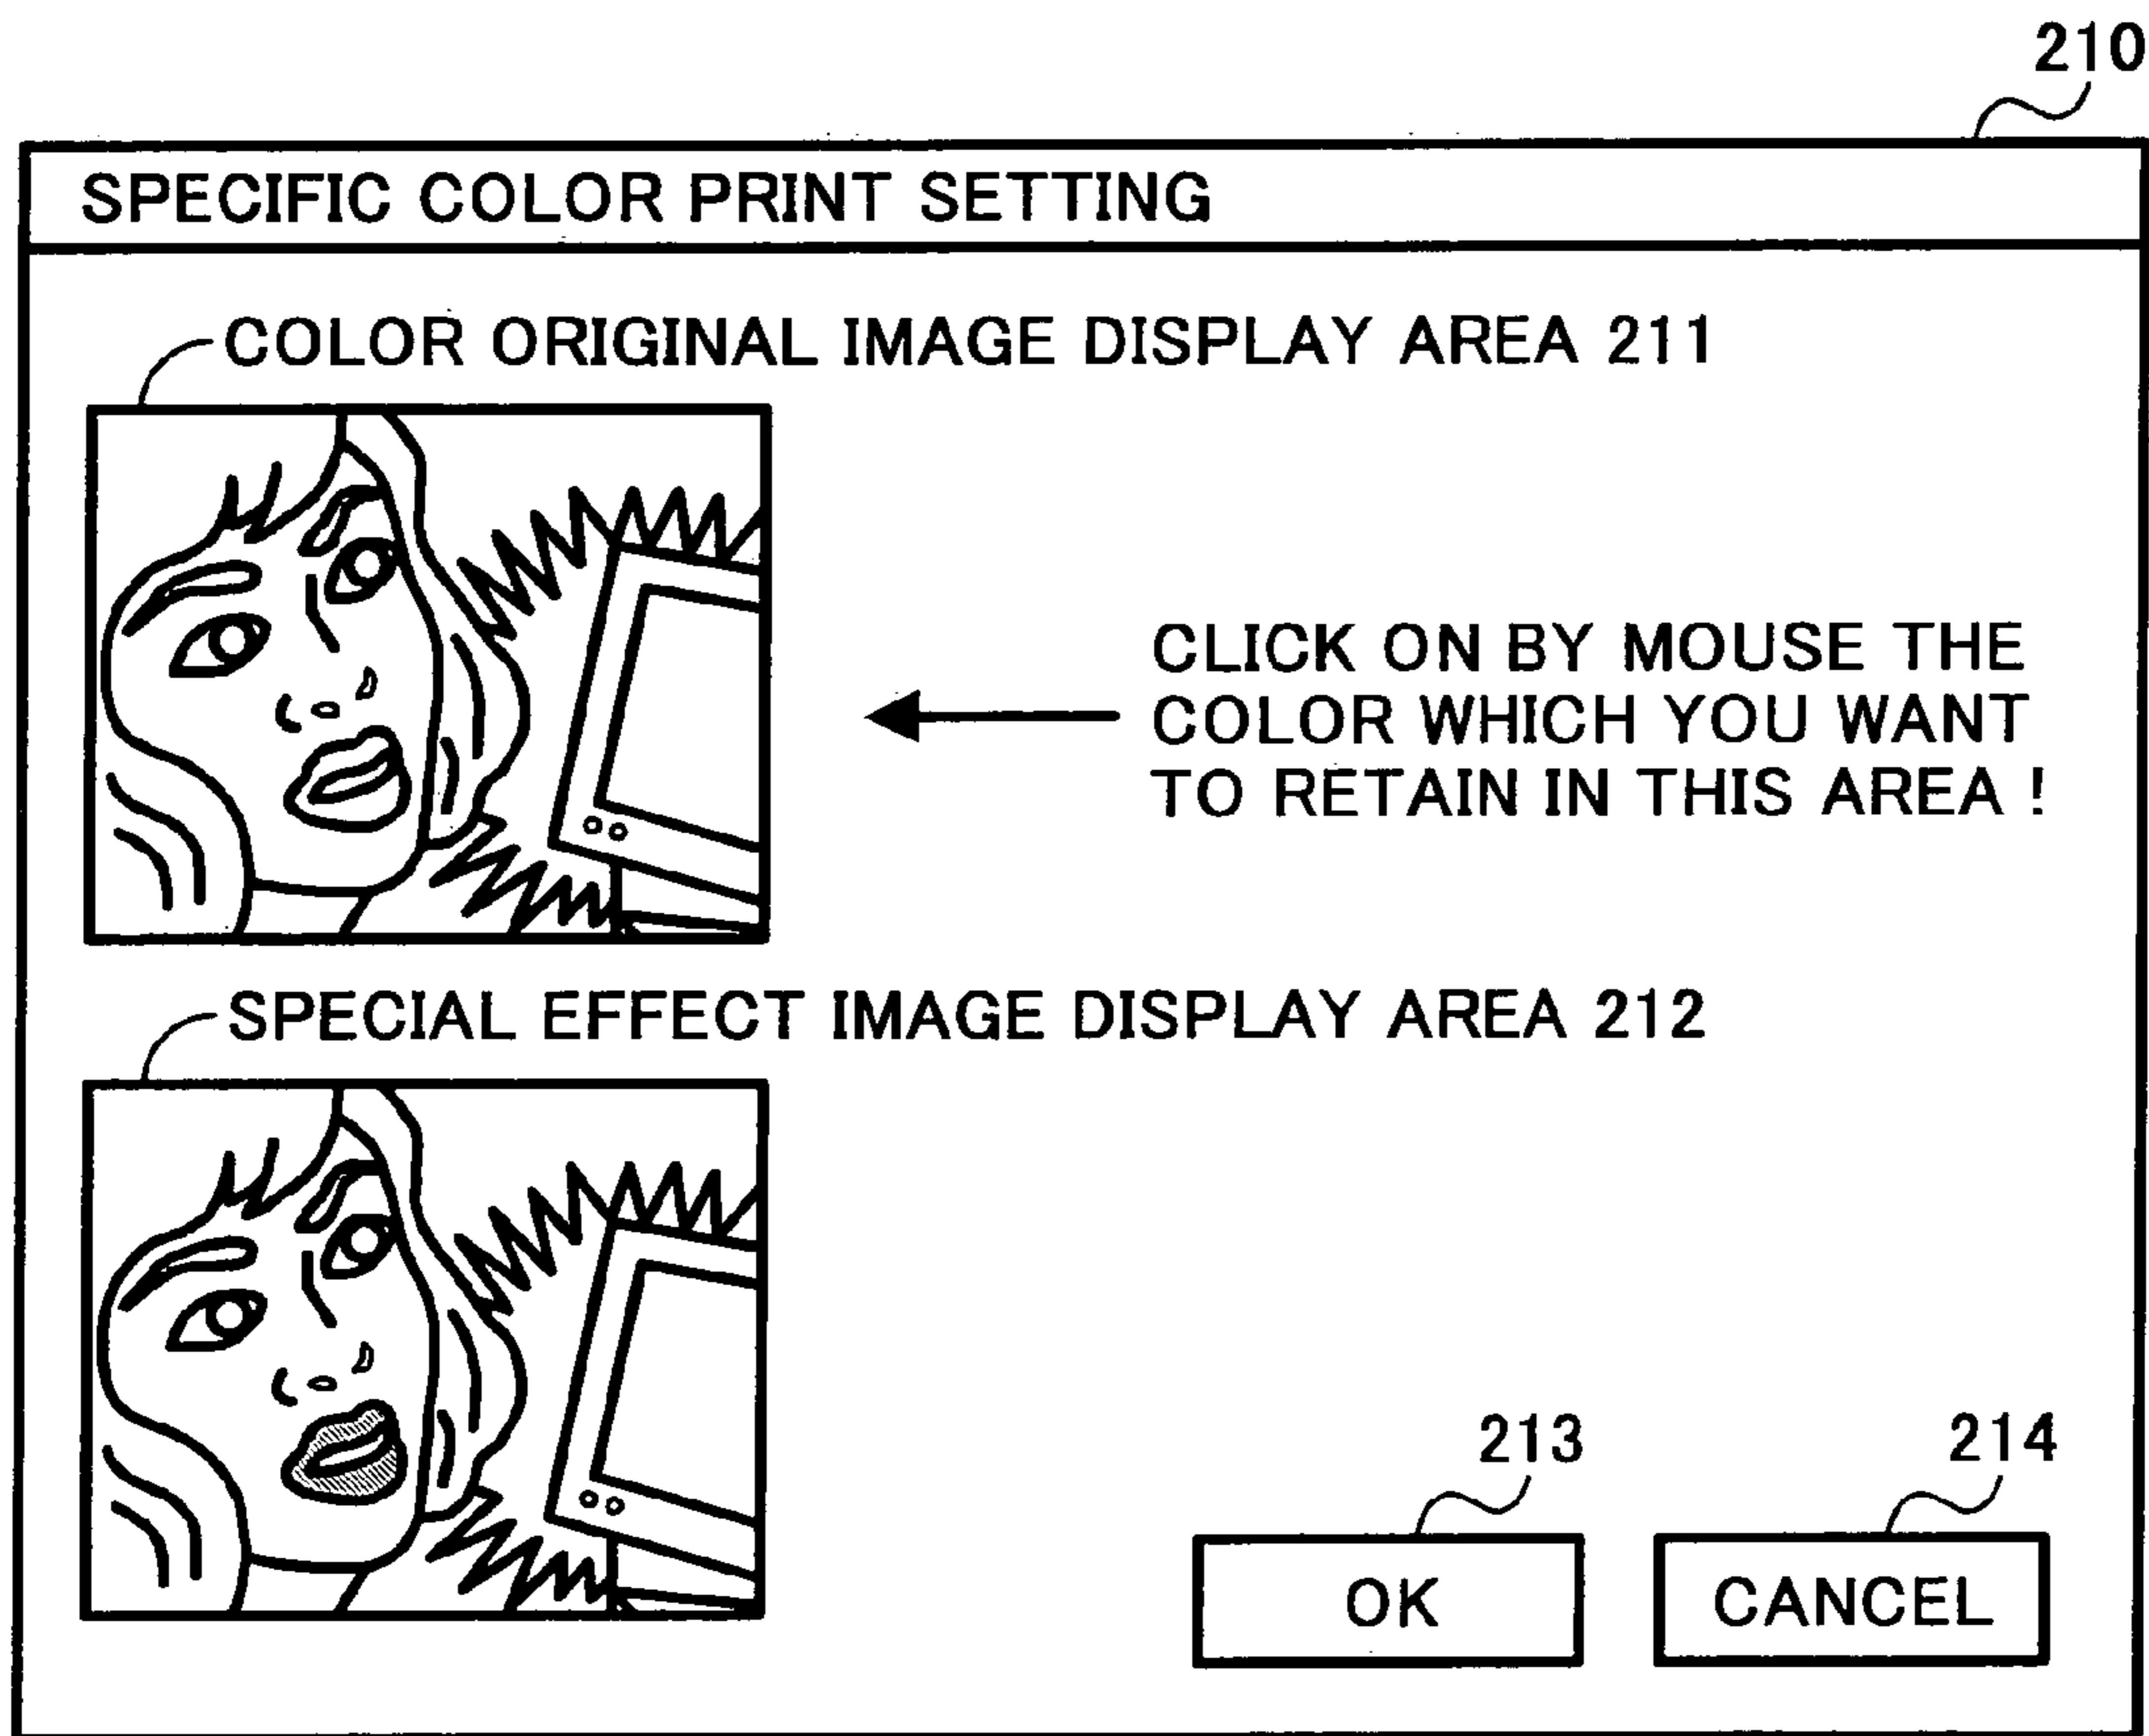 210
SPECIFIC COLOR PRINT SETTING
COLOR ORIGINAL IMAGE DISPLAY AREA 211
CLICK ON BY MOUSE THE
COLOR WHICH YOU WANT
TO RETAIN IN THIS AREA !
SPECIAL EFFECT IMAGE DISPLAY AREA 212
213
214
OK
CANCEL